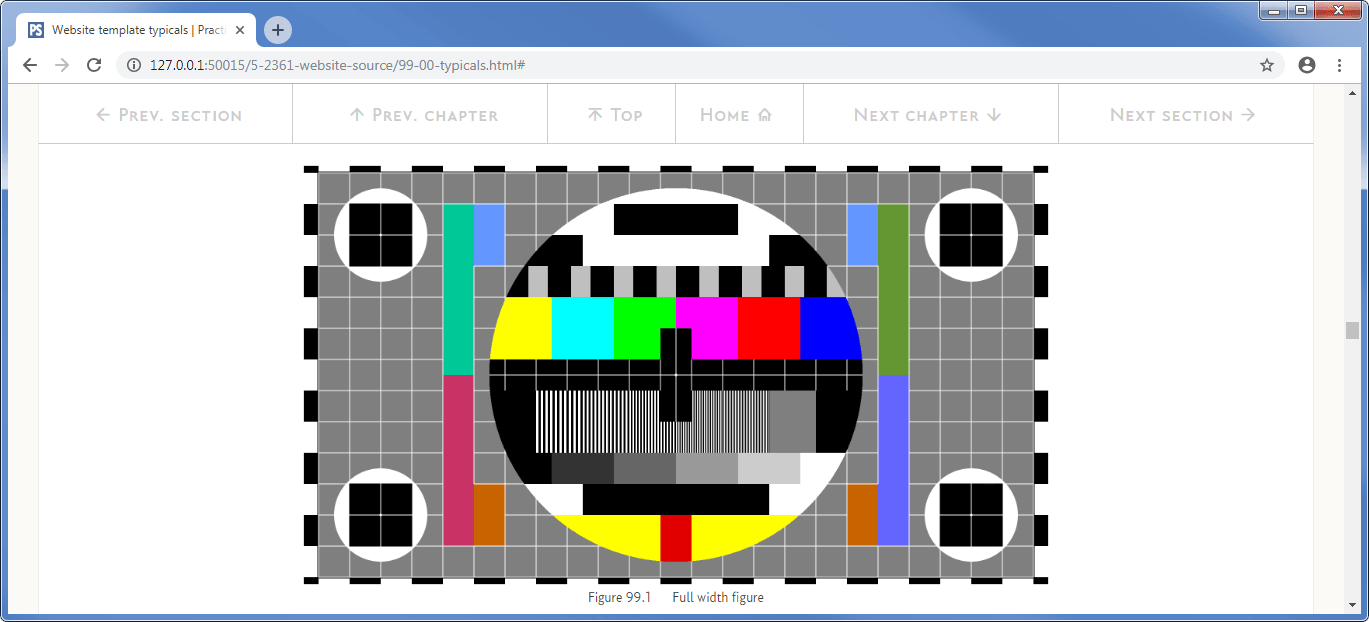 PS Website template typicals | Practi
127.0.0.1:50015/5-2361-website-source/99-00-typicals.html#
← Prev. section ↑ Prev. chapter Top Home Next chapter ↓ Next section →
Figure 99.1 Full width figure